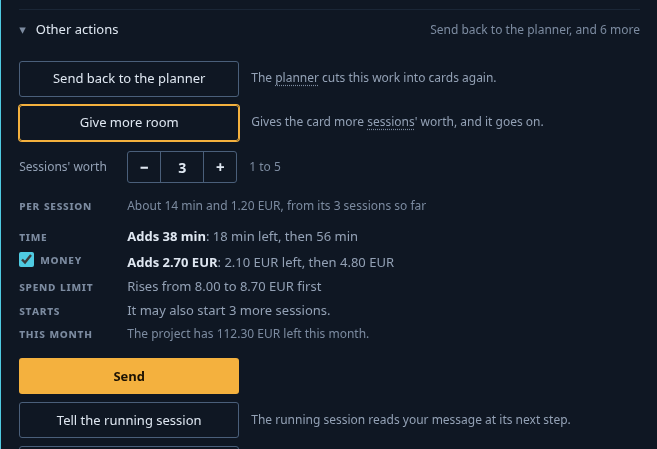 ▾ Other actions Send back to the planner, and 6 more
Send back to the planner The planner cuts this work into cards again.
Give more room Gives the card more sessions' worth, and it goes on.
Sessions' worth − 3 + 1 to 5
PER SESSION About 14 min and 1.20 EUR, from its 3 sessions so far
TIME Adds 38 min: 18 min left, then 56 min
MONEY Adds 2.70 EUR: 2.10 EUR left, then 4.80 EUR
SPEND LIMIT Rises from 8.00 to 8.70 EUR first
STARTS It may also start 3 more sessions.
THIS MONTH The project has 112.30 EUR left this month.
Send
Tell the running session The running session reads your message at its next step.